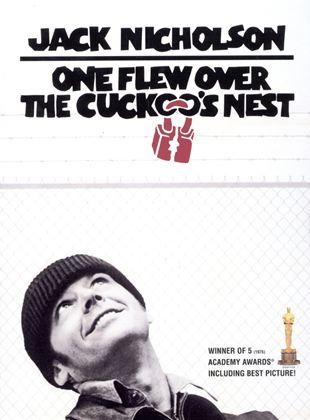 JACK NICHOLSON
ONE FLEW OVER
THE CUCKOO'S NEST
WINNER OF 5 (1975)
ACADEMY AWARDS®
INCLUDING BEST PICTURE!